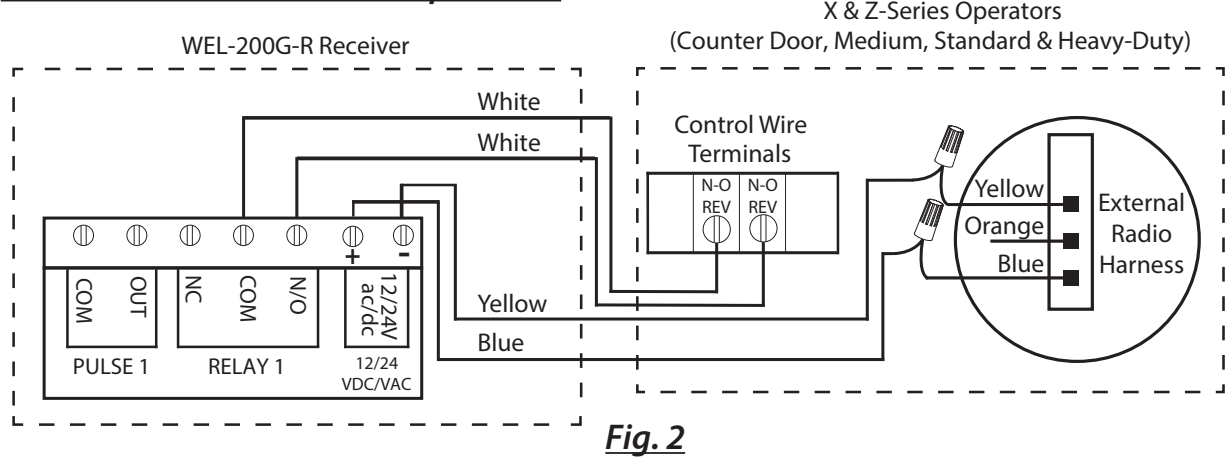 X & Z-Series Operators
(Counter Door, Medium, Standard & Heavy-Duty)
WEL-200G-R Receiver
White
White
Control Wire
Terminals
N-O
REV
N-O
REV
Yellow
Orange
Blue
External
Radio
Harness
+
-
COM
OUT
NC
COM
N/O
12/24V
ac/dc
Yellow
Blue
PULSE 1
RELAY 1
12/24
VDC/VAC
Fig. 2